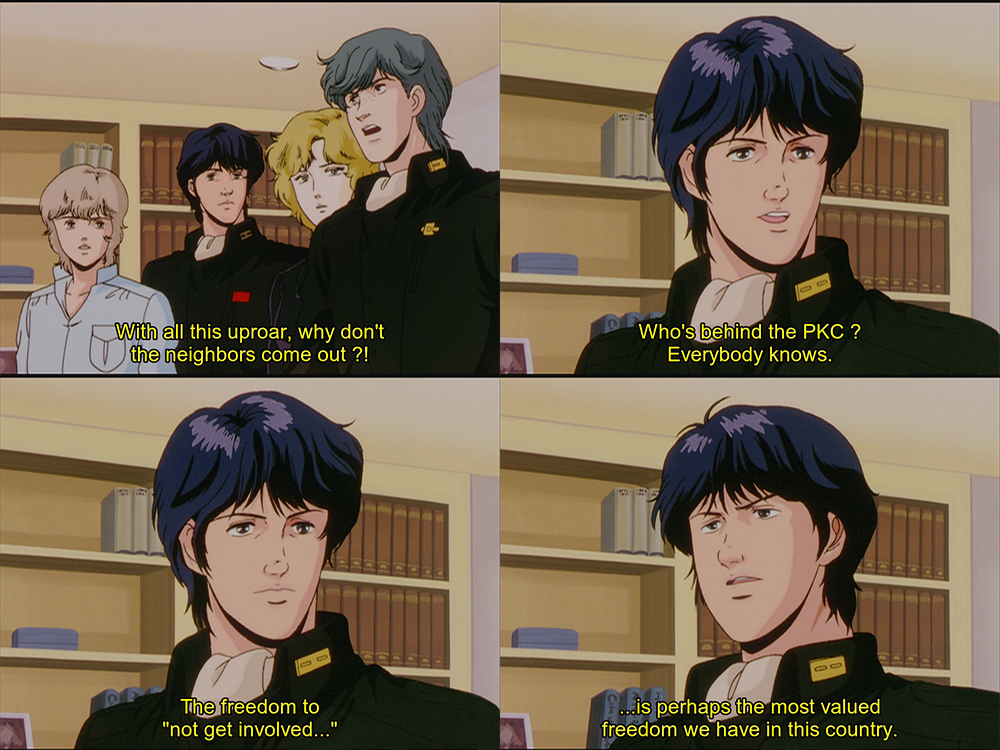 With all this uproar, why don't
the neighbors come out ?!
Who's behind the PKC ?
Everybody knows.
The freedom to
"not get involved..."
...is perhaps the most valued
freedom we have in this country.